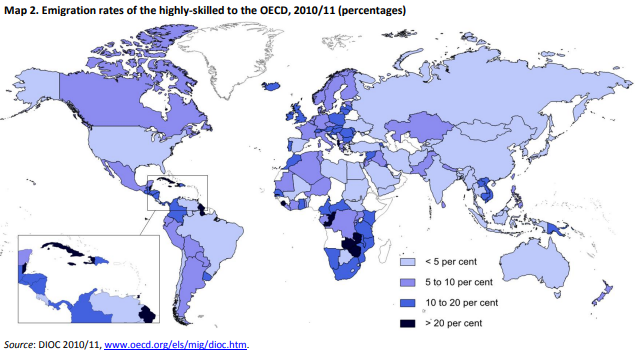 Map 2. Emigration rates of the highly-skilled to the OECD, 2010/11 (percentages)
< 5 per cent
5 to 10 per cent
10 to 20 per cent
> 20 per cent
Source: DIOC 2010/11, www.oecd.org/els/mig/dioc.htm.